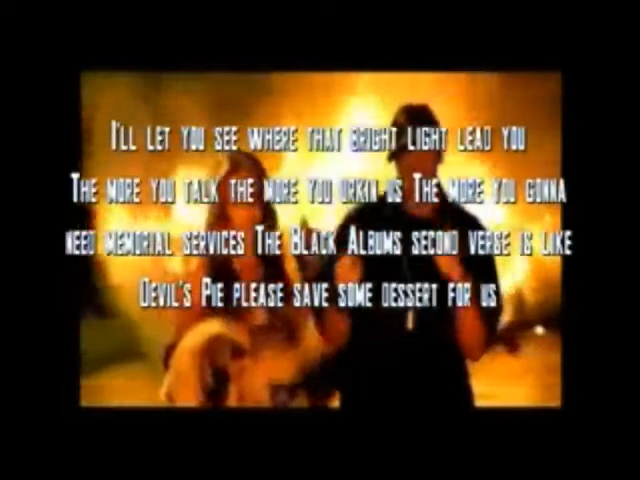 I'll let you see where that bright light lead you
The more you talk the more you irkin-us The more you gonna
need memorial services The Black Albums second verse is like
Devil's Pie please save some dessert for us